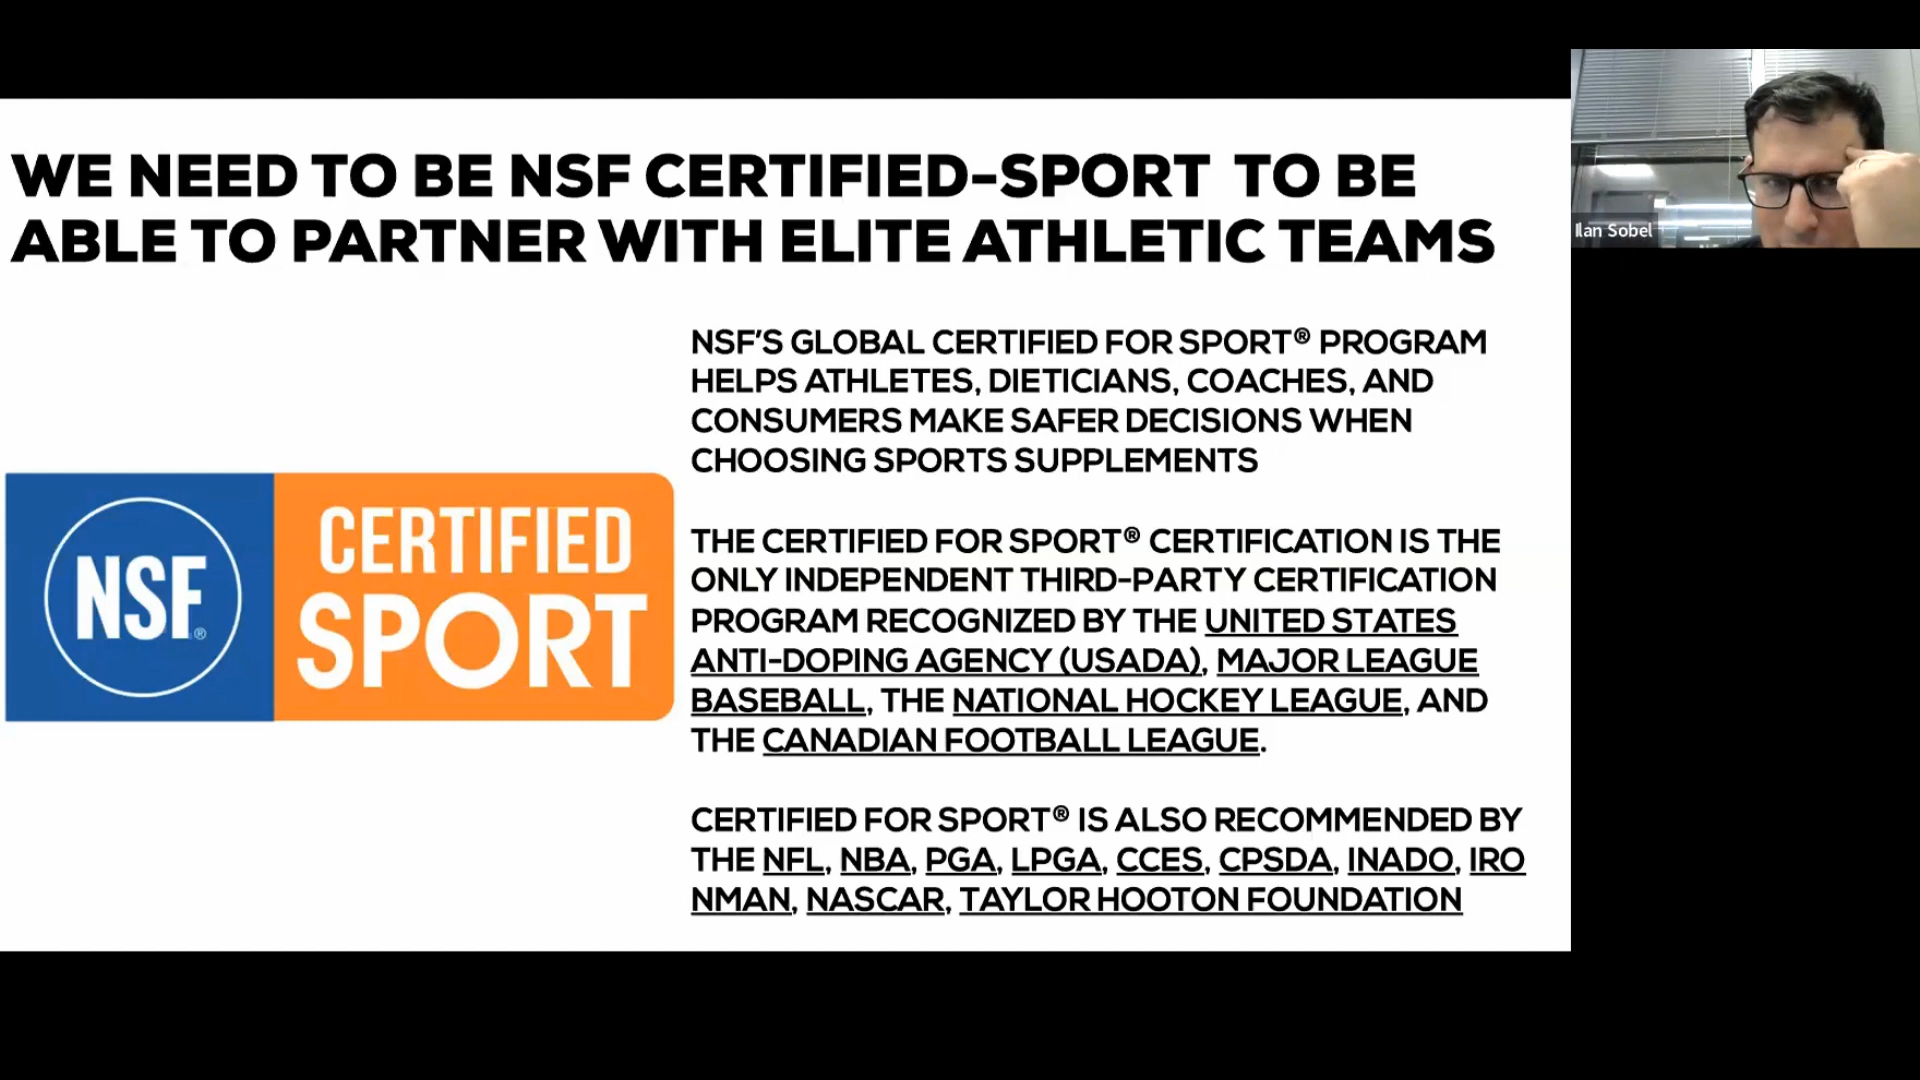 WE NEED TO BE NSF CERTIFIED-SPORT TO BE
ABLE TO PARTNER WITH ELITE ATHLETIC TEAMS
Ilan Sobel
NSF®
CERTIFIED
SPORT
NSF'S GLOBAL CERTIFIED FOR SPORT® PROGRAM
HELPS ATHLETES, DIETICIANS, COACHES, AND
CONSUMERS MAKE SAFER DECISIONS WHEN
CHOOSING SPORTS SUPPLEMENTS
THE CERTIFIED FOR SPORT® CERTIFICATION IS THE
ONLY INDEPENDENT THIRD-PARTY CERTIFICATION
PROGRAM RECOGNIZED BY THE UNITED STATES
ANTI-DOPING AGENCY (USADA), MAJOR LEAGUE
BASEBALL, THE NATIONAL HOCKEY LEAGUE, AND
THE CANADIAN FOOTBALL LEAGUE.
CERTIFIED FOR SPORT® IS ALSO RECOMMENDED BY
THE NFL, NBA, PGA, LPGA, CCES, CPSDA, INADO, IRO
NMAN, NASCAR, TAYLOR HOOTON FOUNDATION